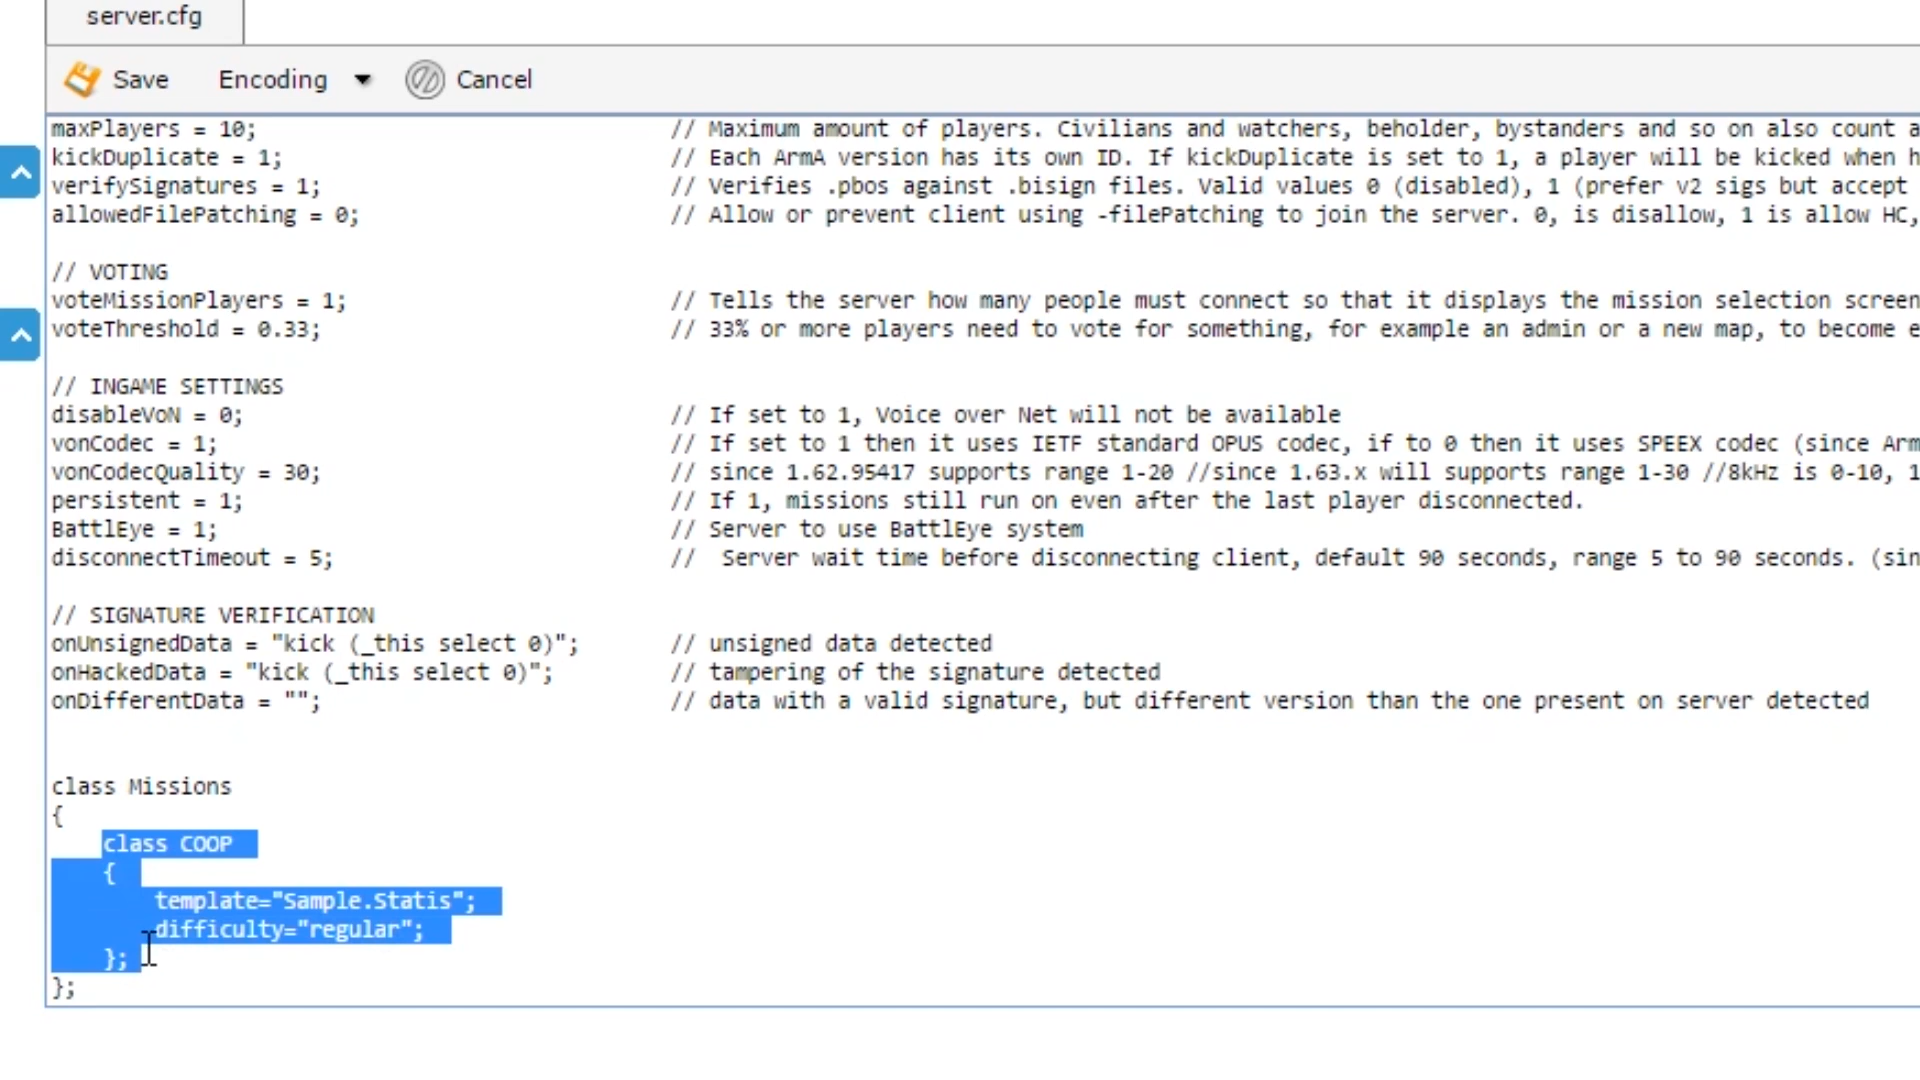 server.cfg
Save Encoding Cancel
maxPlayers = 10; // Maximum amount of players. Civilians and watchers, beholder, bystanders and so on also count a
kickDuplicate = 1; // Each ArmA version has its own ID. If kickDuplicate is set to 1, a player will be kicked when h
verifySignatures = 1; // Verifies .pbos against .bisign files. Valid values 0 (disabled), 1 (prefer v2 sigs but accept
allowedFilePatching = 0; // Allow or prevent client using -filePatching to join the server. 0, is disallow, 1 is allow HC,
// VOTING
voteMissionPlayers = 1; // Tells the server how many people must connect so that it displays the mission selection screen
voteThreshold = 0.33; // 33% or more players need to vote for something, for example an admin or a new map, to become e
// INGAME SETTINGS
disableVoN = 0; // If set to 1, Voice over Net will not be available
vonCodec = 1; // If set to 1 then it uses IETF standard OPUS codec, if to 0 then it uses SPEEX codec (since Arm
vonCodecQuality = 30; // since 1.62.95417 supports range 1-20 //since 1.63.x will supports range 1-30 //8kHz is 0-10, 1
persistent = 1; // If 1, missions still run on even after the last player disconnected.
BattlEye = 1; // Server to use BattlEye system
disconnectTimeout = 5; // Server wait time before disconnecting client, default 90 seconds, range 5 to 90 seconds. (sin
// SIGNATURE VERIFICATION
onUnsignedData = "kick (_this select 0)"; // unsigned data detected
onHackedData = "kick (_this select 0)"; // tampering of the signature detected
onDifferentData = ""; // data with a valid signature, but different version than the one present on server detected
class Missions
{
class COOP
{
template="Sample.Statis";
difficulty="regular";
};
};